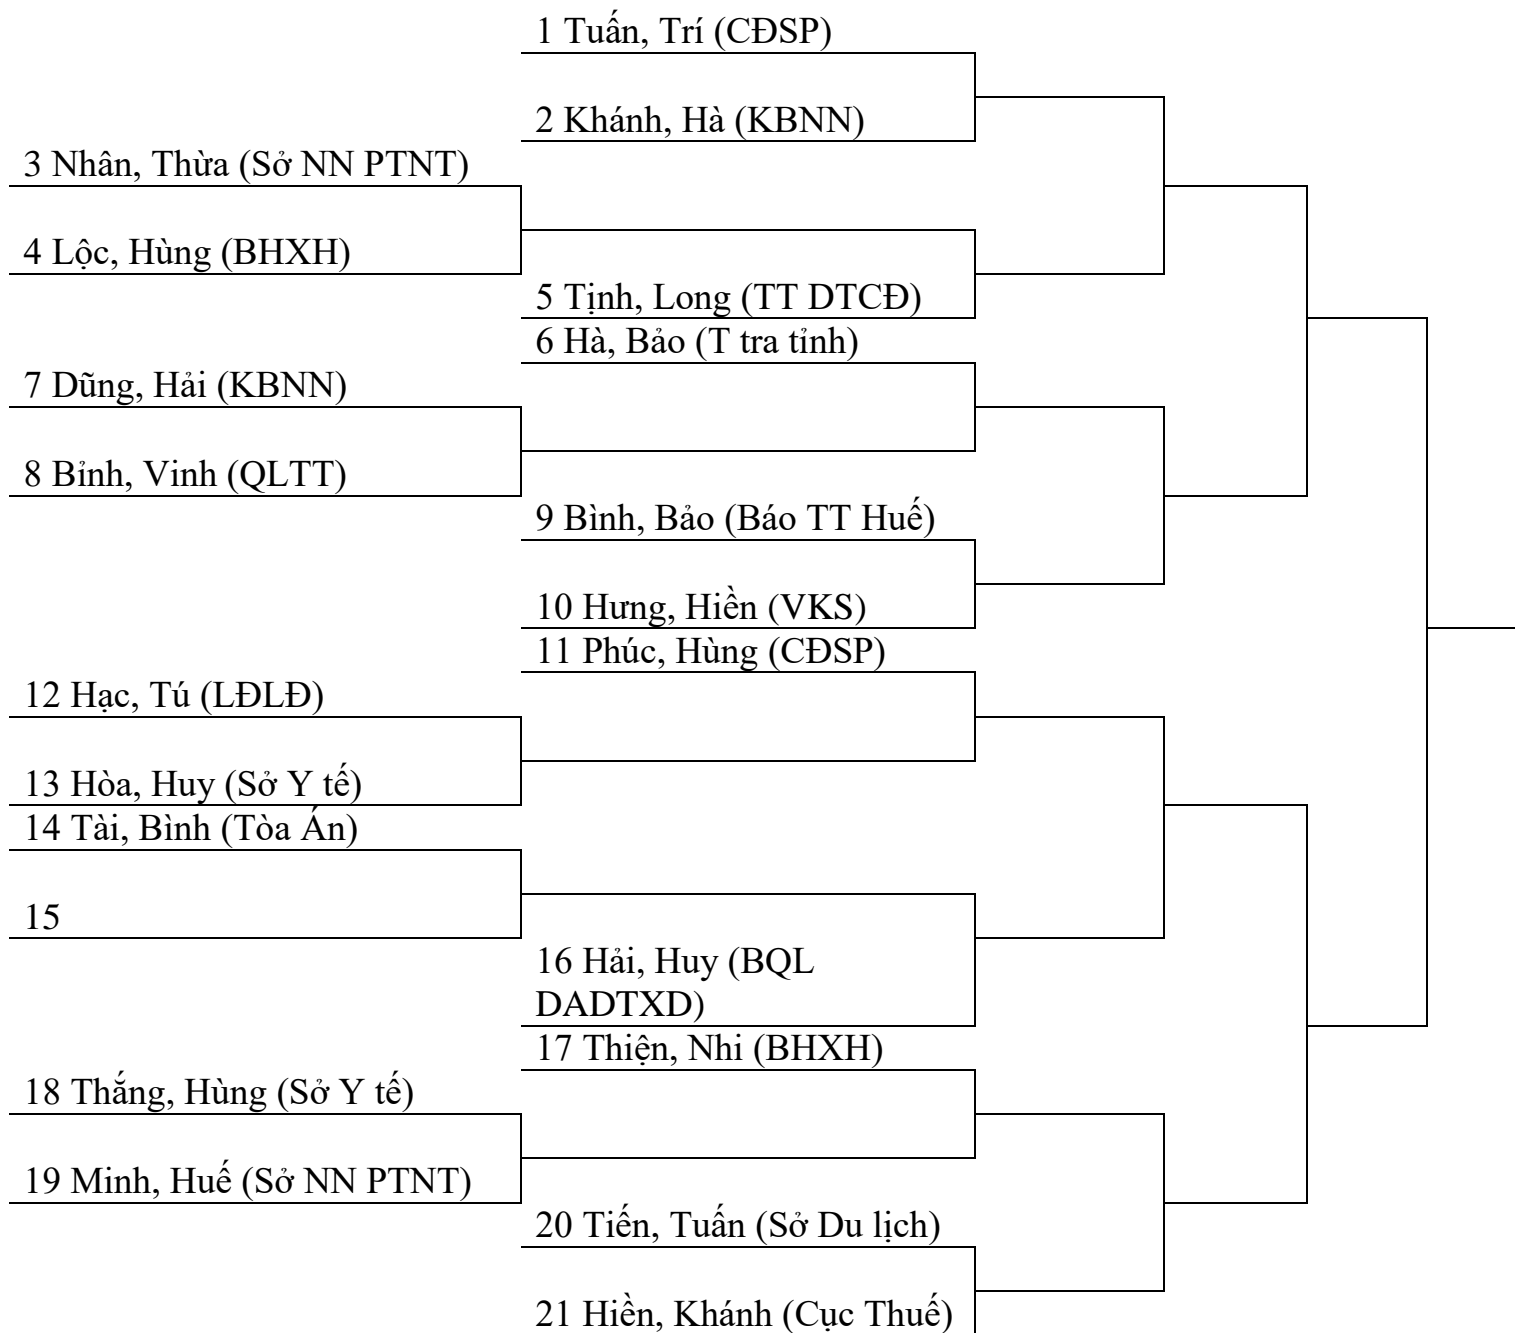 1 Tuấn, Trí (CĐSP)
2 Khánh, Hà (KBNN)
3 Nhân, Thừa (Sở NN PTNT)
4 Lộc, Hùng (BHXH)
5 Tịnh, Long (TT DTCĐ)
6 Hà, Bảo (T tra tỉnh)
7 Dũng, Hải (KBNN)
8 Bỉnh, Vinh (QLTT)
9 Bình, Bảo (Báo TT Huế)
10 Hưng, Hiền (VKS)
11 Phúc, Hùng (CĐSP)
12 Hạc, Tú (LĐLĐ)
13 Hòa, Huy (Sở Y tế)
14 Tài, Bình (Tòa Án)
15
16 Hải, Huy (BQL
DADTXD)
17 Thiện, Nhi (BHXH)
18 Thắng, Hùng (Sở Y tế)
19 Minh, Huế (Sở NN PTNT)
20 Tiến, Tuấn (Sở Du lịch)
21 Hiền, Khánh (Cục Thuế)